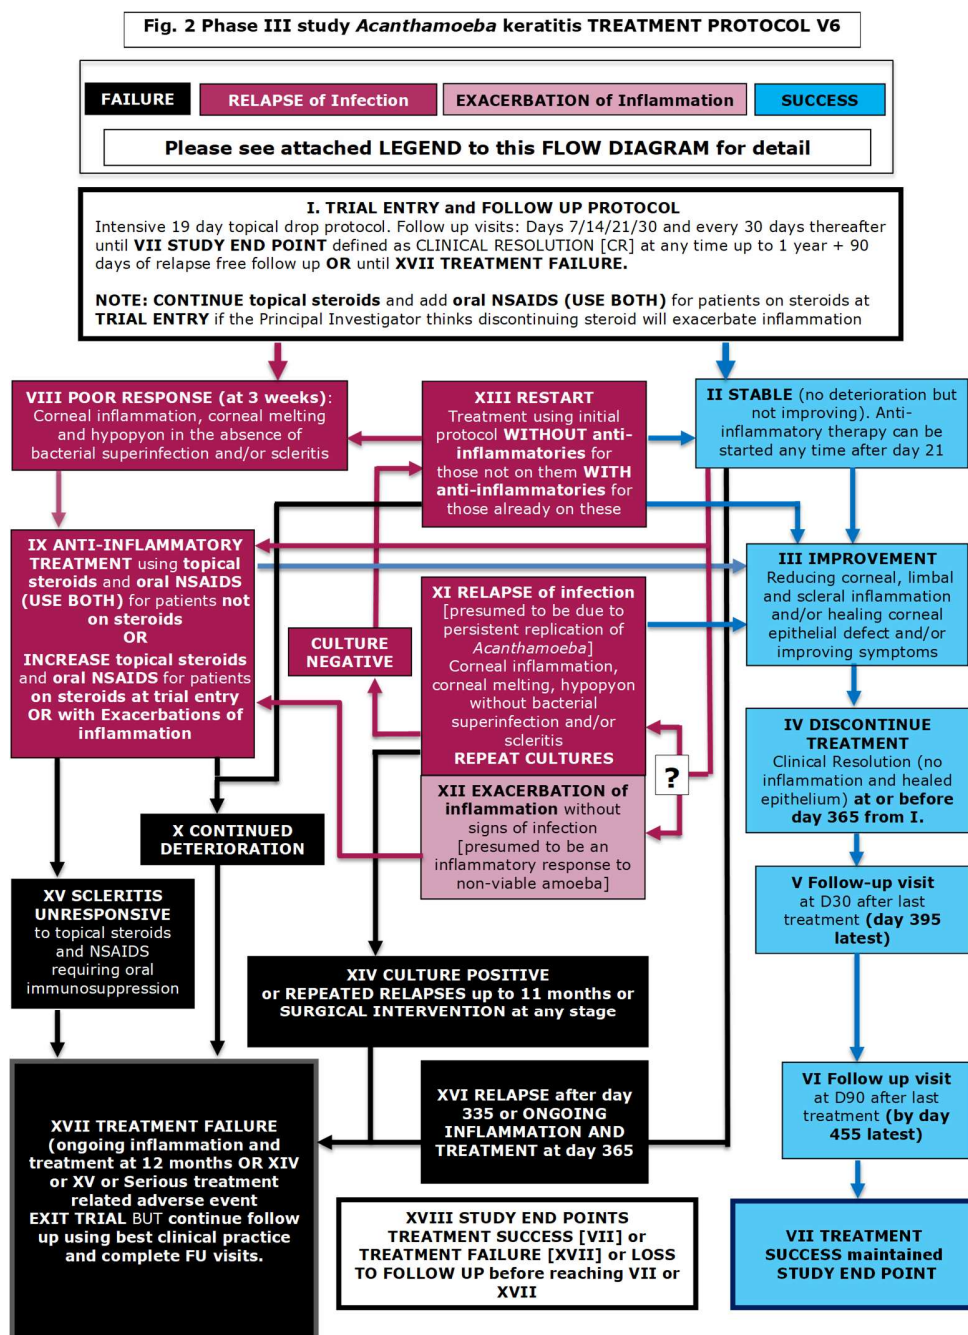 Fig. 2 Phase III study Acanthamoeba keratitis TREATMENT PROTOCOL V6
FAILURE
RELAPSE of Infection
EXACERBATION of Inflammation
SUCCESS
Please see attached LEGEND to this FLOW DIAGRAM for detail
I. TRIAL ENTRY and FOLLOW UP PROTOCOL
Intensive 19 day topical drop protocol. Follow up visits: Days 7/14/21/30 and every 30 days thereafter
until VII STUDY END POINT defined as CLINICAL RESOLUTION [CR] at any time up to 1 year + 90
days of relapse free follow up OR until XVII TREATMENT FAILURE.
NOTE: CONTINUE topical steroids and add oral NSAIDS (USE BOTH) for patients on steroids at
TRIAL ENTRY if the Principal Investigator thinks discontinuing steroid will exacerbate inflammation
VIII POOR RESPONSE (at 3 weeks):
Corneal inflammation, corneal melting
and hypopyon in the absence of
bacterial superinfection and/or scleritis
XIII RESTART
Treatment using initial
protocol WITHOUT anti-
inflammatories for
those not on them WITH
anti-inflammatories for
those already on these
II STABLE (no deterioration but
not improving). Anti-
inflammatory therapy can be
started any time after day 21
IX ANTI-INFLAMMATORY
TREATMENT using topical
steroids and oral NSAIDS
(USE BOTH) for patients not
on steroids
OR
INCREASE topical steroids
and oral NSAIDS for patients
on steroids at trial entry
OR with Exacerbations of
inflammation
CULTURE
NEGATIVE
XI RELAPSE of infection
[presumed to be due to
persistent replication of
Acanthamoeba]
Corneal inflammation,
corneal melting, hypopyon
without bacterial
superinfection and/or
scleritis
REPEAT CULTURES
III IMPROVEMENT
Reducing corneal, limbal
and scleral inflammation
and/or healing corneal
epithelial defect and/or
improving symptoms
?
XII EXACERBATION of
inflammation without
signs of infection
[presumed to be an
inflammatory response to
non-viable amoeba]
IV DISCONTINUE
TREATMENT
Clinical Resolution (no
inflammation and healed
epithelium) at or before
day 365 from I.
X CONTINUED
DETERIORATION
XV SCLERITIS
UNRESPONSIVE
to topical steroids
and NSAIDS
requiring oral
immunosuppression
V Follow-up visit
at D30 after last
treatment (day 395
latest)
XIV CULTURE POSITIVE
or REPEATED RELAPSES up to 11 months or
SURGICAL INTERVENTION at any stage
XVI RELAPSE after day
335 or ONGOING
INFLAMMATION AND
TREATMENT at day 365
VI Follow up visit
at D90 after last
treatment (by day
455 latest)
XVII TREATMENT FAILURE
(ongoing inflammation and
treatment at 12 months OR XIV
or XV or Serious treatment
related adverse event
EXIT TRIAL BUT continue follow
up using best clinical practice
and complete FU visits.
XVIII STUDY END POINTS
TREATMENT SUCCESS [VII] or
TREATMENT FAILURE [XVII] or LOSS
TO FOLLOW UP before reaching VII or
XVII
VII TREATMENT
SUCCESS maintained
STUDY END POINT